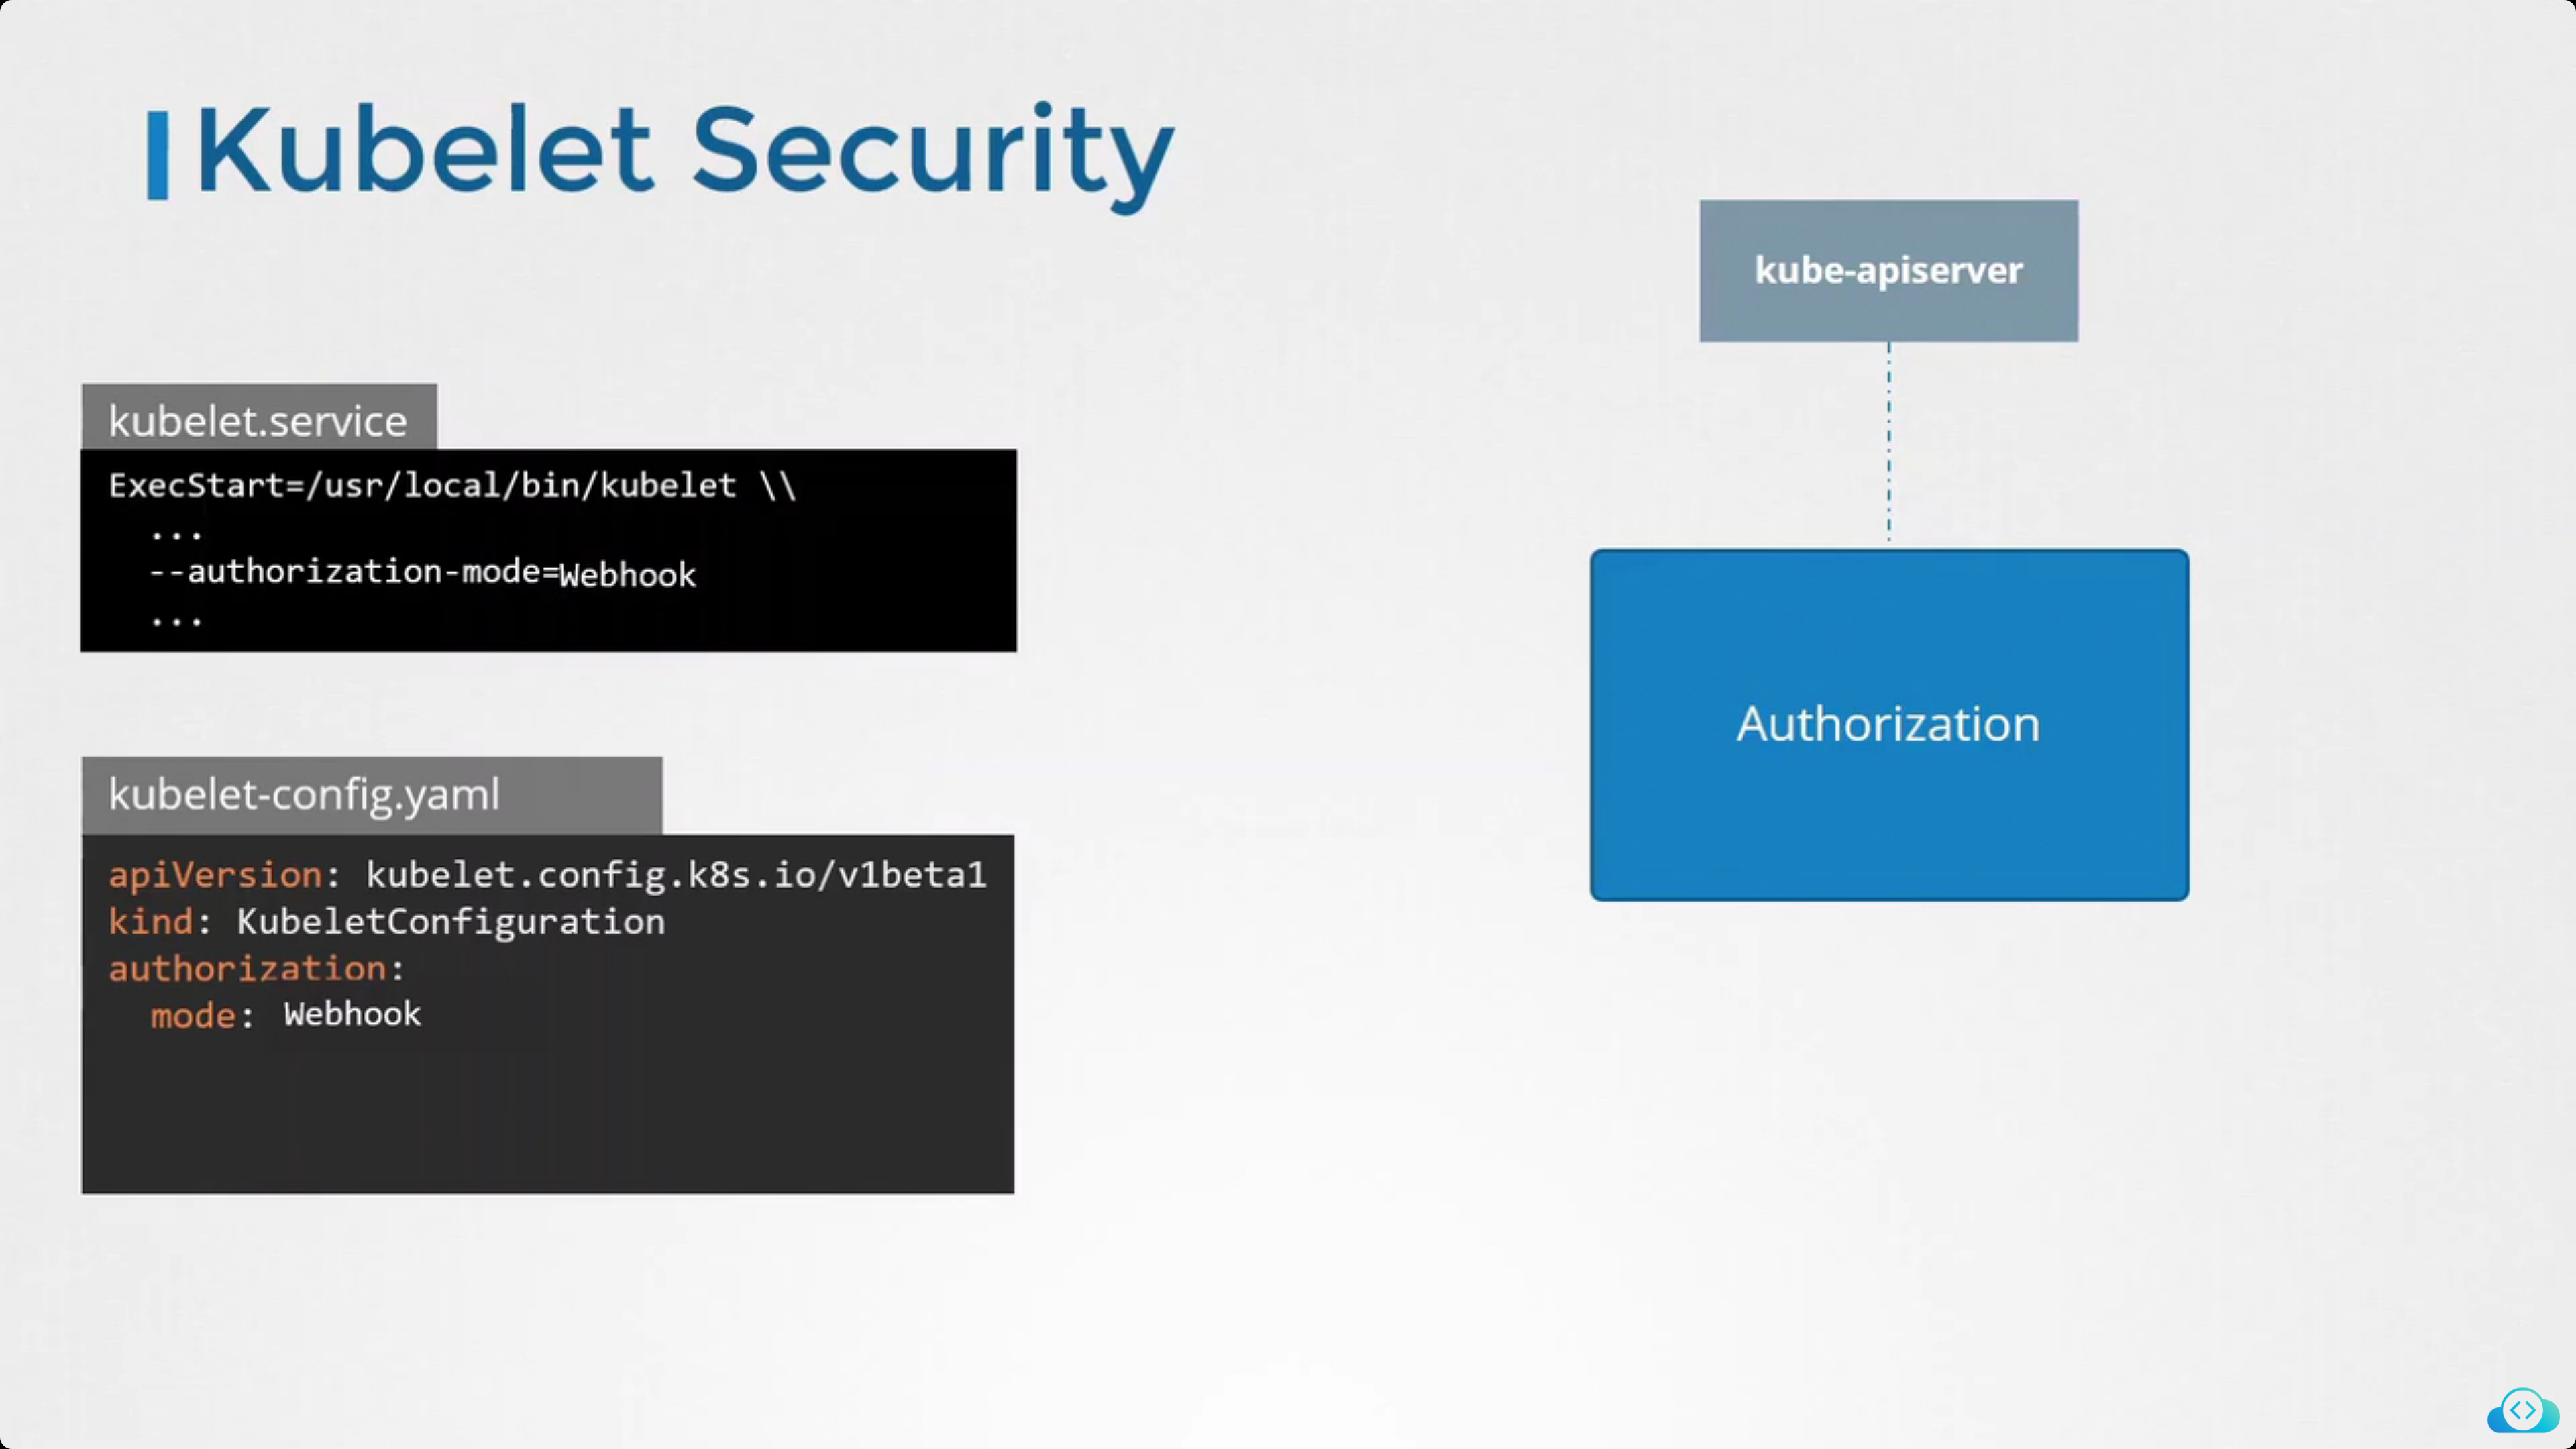 Kubelet Security
kube-apiserver
kubelet.service
ExecStart=/usr/local/bin/kubelet \\
...
--authorization-mode=Webhook
...
Authorization
kubelet-config.yaml
apiVersion: kubelet.config.k8s.io/v1beta1
kind: KubeletConfiguration
authorization:
mode: Webhook